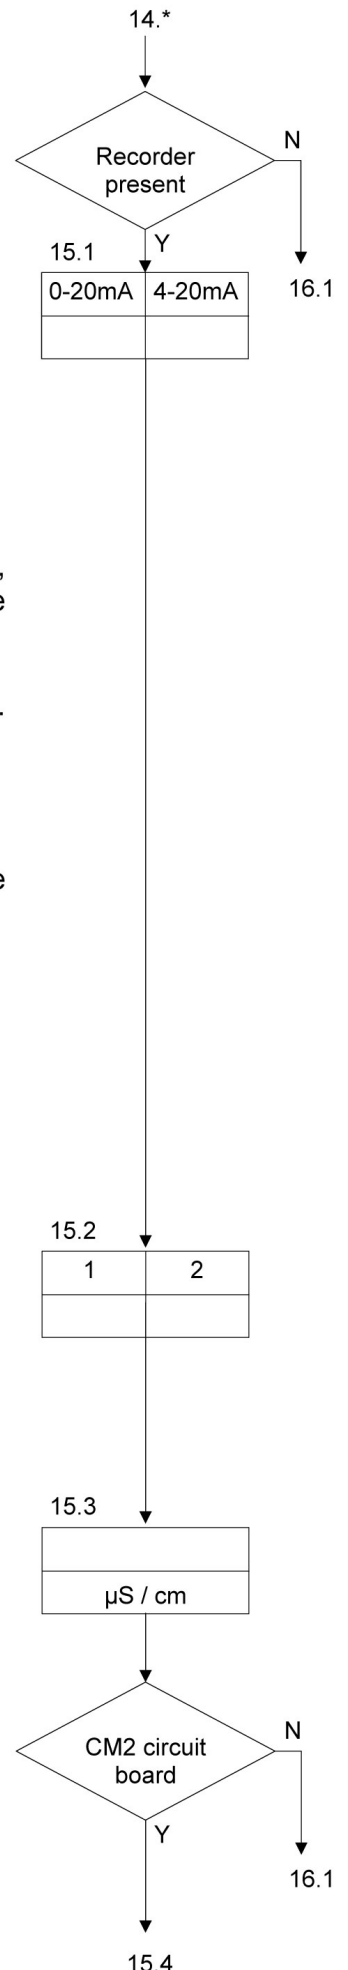 14.*
Recorder
present
N
Y
16.1
15.1
0-20mA 4-20mA
,
e
.
e
15.2
1 2
15.3
µS / cm
CM2 circuit
board
N
Y
16.1
15.4